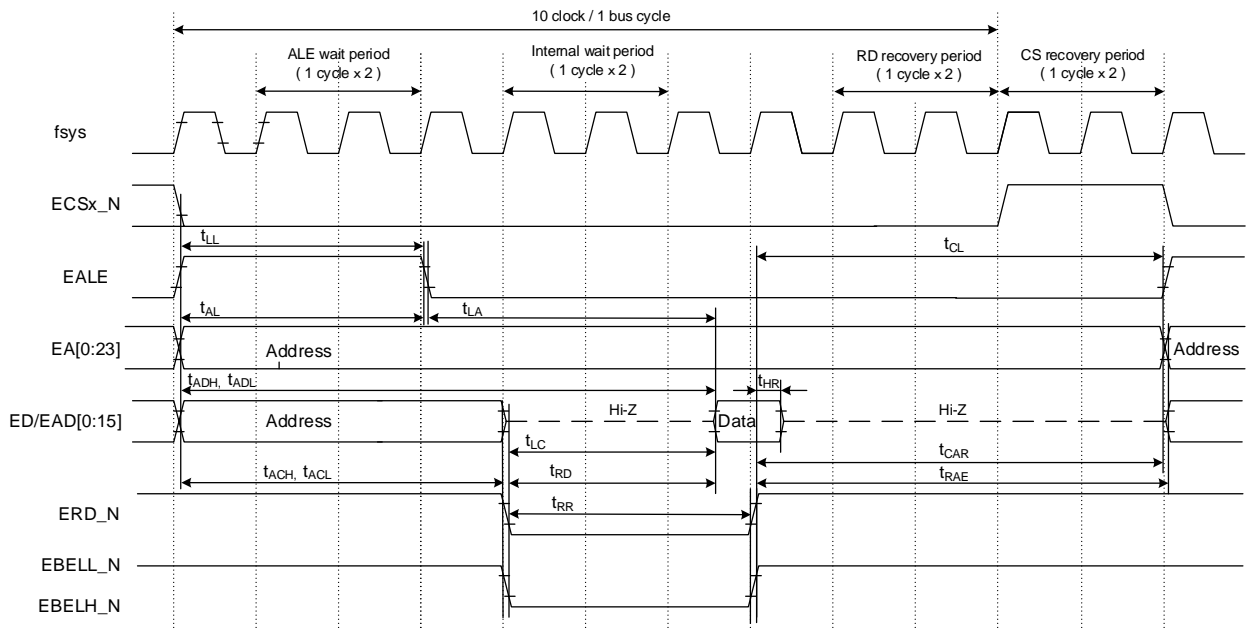 10 clock / 1 bus cycle
ALE wait period
( 1 cycle x 2 )
Internal wait period
( 1 cycle x 2 )
RD recovery period
( 1 cycle x 2 )
CS recovery period
( 1 cycle x 2 )
fsys
ECSx_N
tLL
tCL
EALE
tAL
tLA
EA[0:23]
Address
Address
tADH, tADL
tHR
ED/EAD[0:15]
Address
Hi-Z
Data
Hi-Z
tLC
tCAR
tACH, tACL
tRD
tRAE
tRR
ERD_N
EBELL_N
EBELH_N